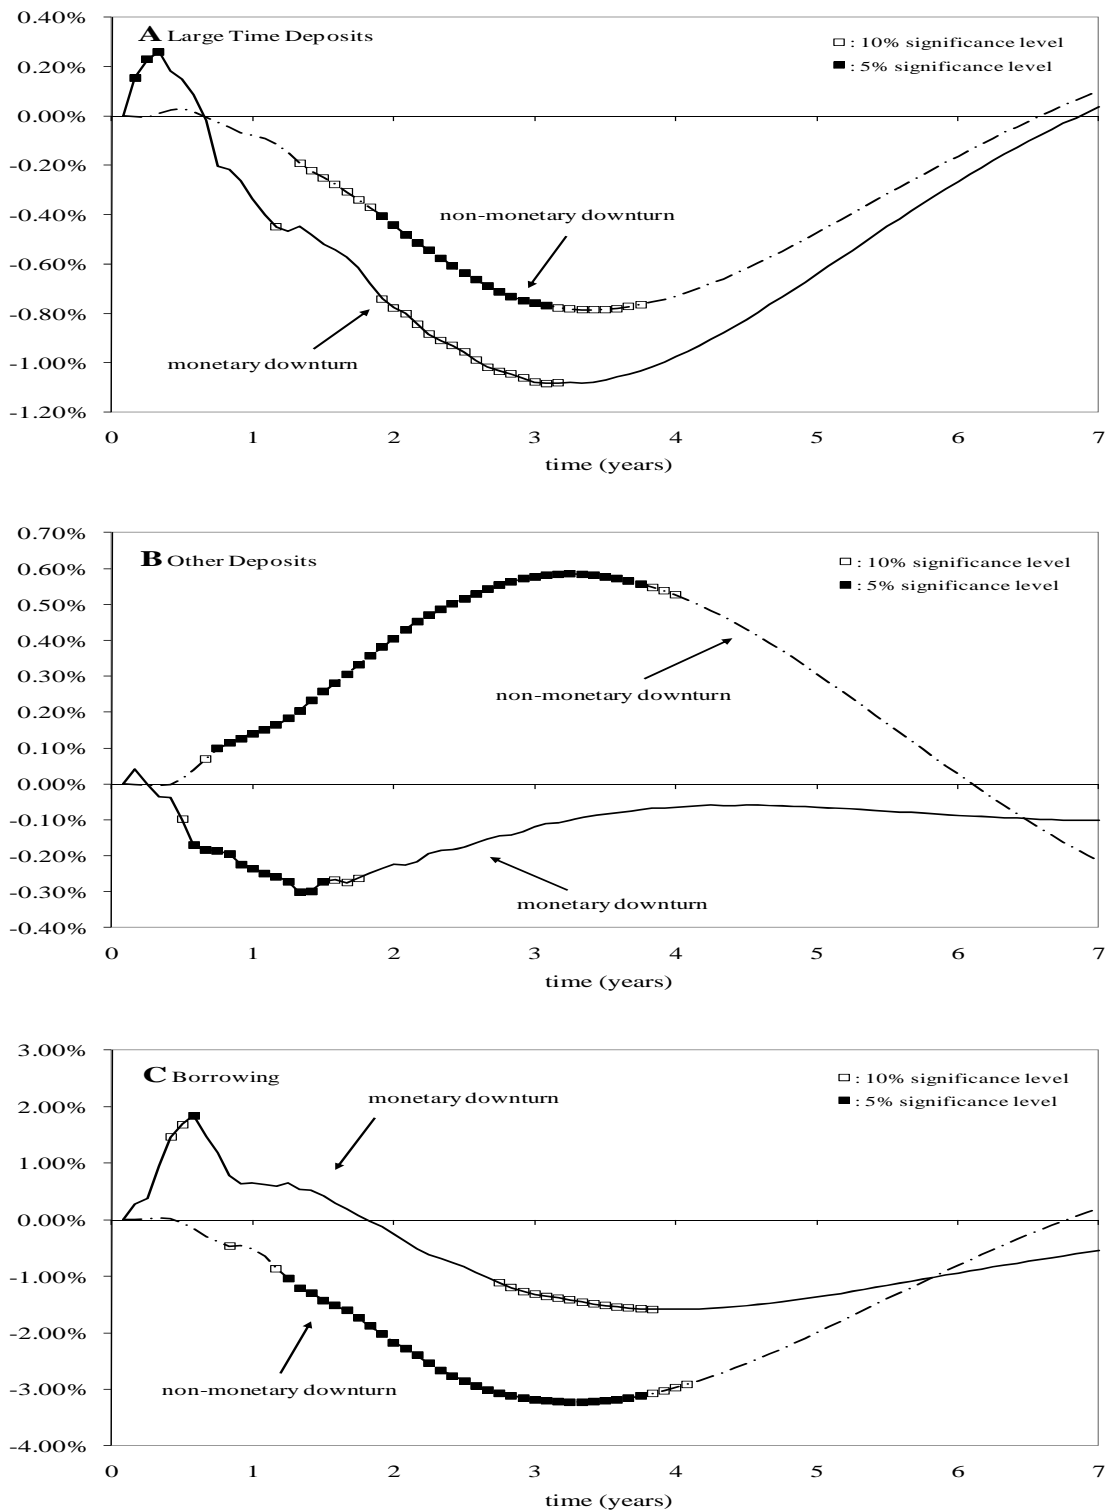 0.40%
A Large Time Deposits
□ : 10% significance level
0.20%
■ : 5% significance level
0.00%
-0.20%
non-monetary downturn
-0.40%
-0.60%
-0.80%
monetary downturn
-1.00%
-1.20%
0 1 2 3 4 5 6 7
time (years)
0.70%
B Other Deposits
□ : 10% significance level
0.60%
■ : 5% significance level
0.50%
0.40%
0.30%
non-monetary downturn
0.20%
0.10%
0.00%
-0.10%
-0.20%
-0.30%
monetary downturn
-0.40%
0 1 2 3 4 5 6 7
time (years)
3.00%
C Borrowing
□ : 10% significance level
monetary downturn
■ : 5% significance level
2.00%
1.00%
0.00%
-1.00%
-2.00%
-3.00%
non-monetary downturn
-4.00%
0 1 2 3 4 5 6 7
time (years)